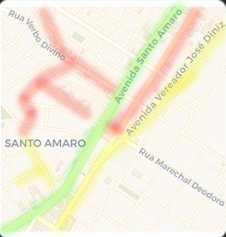 Rua Verbo Divino
Avenida Santo Amaro
Avenida Vereador José Diniz
SANTO AMARO
Rua Marechal Deodoro